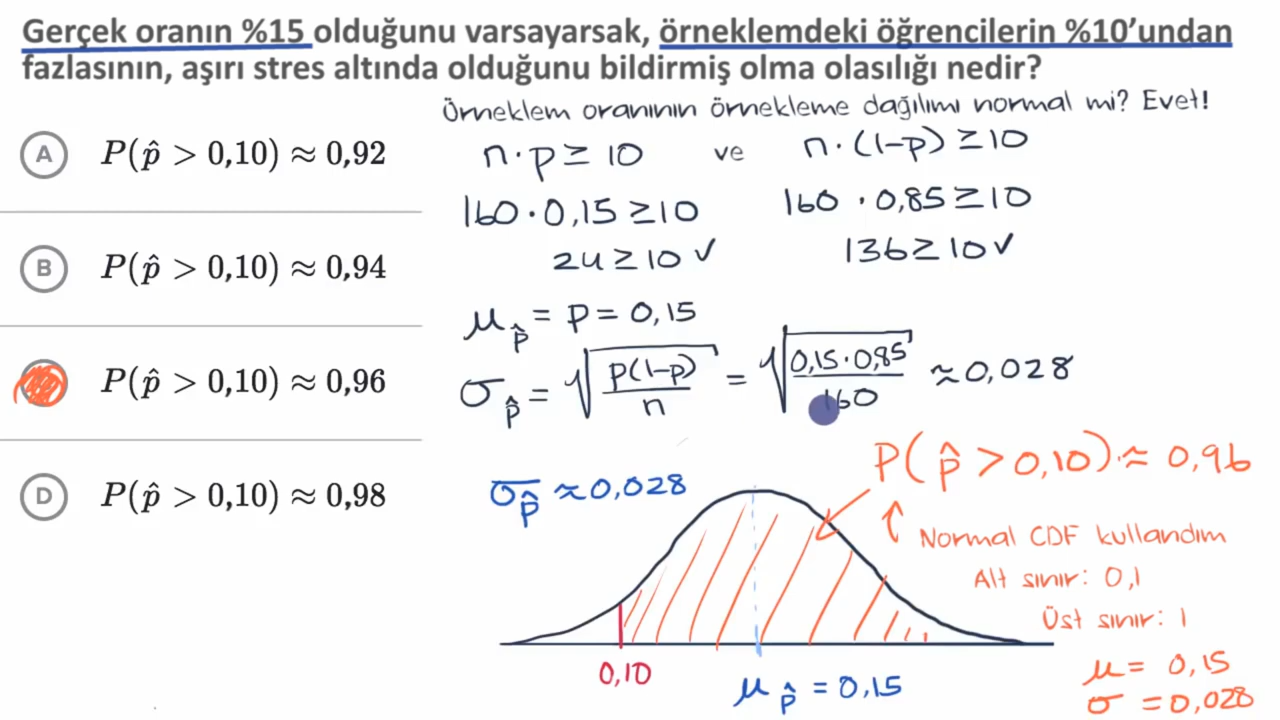 Gerçek oranın %15 olduğunu varsayarsak, örneklemdeki öğrencilerin %10’undan
fazlasının, aşırı stres altında olduğunu bildirmiş olma olasılığı nedir?
Örneklem oranının örnekleme dağılımı normal mi? Evet!
A P(p̂ > 0,10) ≈ 0,92
n·p ≥ 10 ve n·(1-p) ≥ 10
160·0,15 ≥ 10 160·0,85 ≥ 10
B P(p̂ > 0,10) ≈ 0,94
24 ≥ 10 ✓ 136 ≥ 10 ✓
μp̂ = p = 0,15
P(p̂ > 0,10) ≈ 0,96
σp̂ = √(p(1-p)/n) = √(0,15·0,85/160) ≈ 0,028
D P(p̂ > 0,10) ≈ 0,98
P(p̂ > 0,10) ≈ 0,96
σp̂ ≈ 0,028
Normal CDF kullandım
Alt sınır: 0,1
Üst sınır: 1
0,10
μp̂ = 0,15
μ = 0,15
σ = 0,028